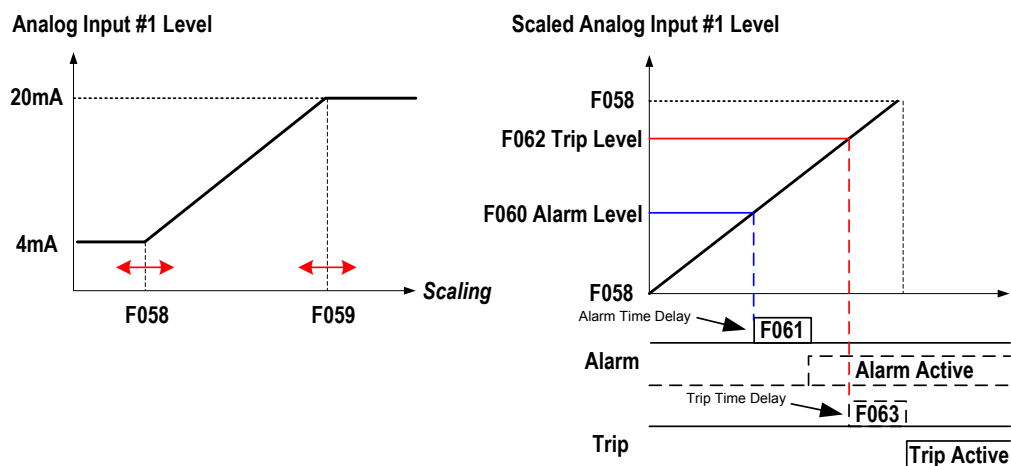 Analog Input #1 Level
20mA
4mA
F058
F059
Scaling
Scaled Analog Input #1 Level
F058
F062 Trip Level
F060 Alarm Level
F058
Alarm Time Delay
F061
Alarm
Alarm Active
Trip Time Delay
F063
Trip
Trip Active